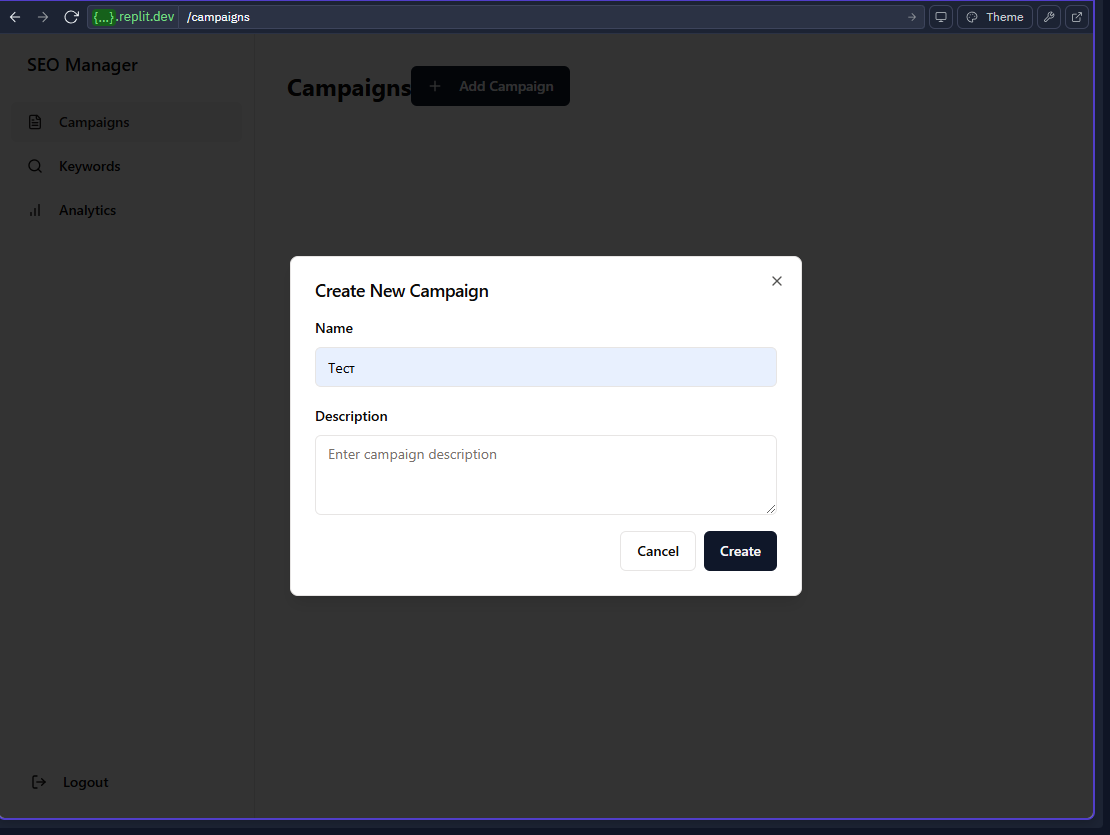 {...}.replit.dev /campaigns
Theme
SEO Manager
Campaigns
Keywords
Analytics
Logout
Campaigns
Add Campaign
Create New Campaign
Name
Тест
Description
Enter campaign description
Cancel
Create